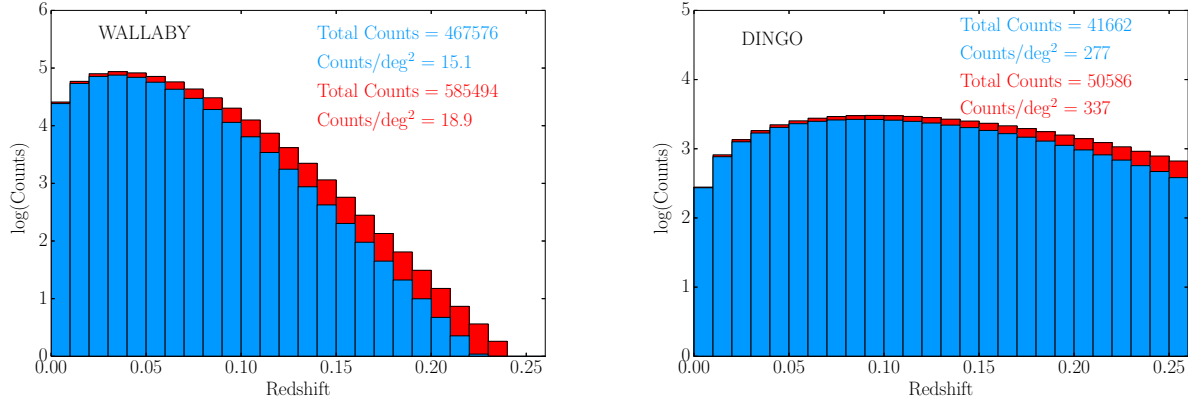 WALLABY
Total Counts = 467576
Counts/deg² = 15.1
Total Counts = 585494
Counts/deg² = 18.9
log(Counts)
6
5
4
3
2
1
0
0.00 0.05 0.10 0.15 0.20 0.25
Redshift
DINGO
Total Counts = 41662
Counts/deg² = 277
Total Counts = 50586
Counts/deg² = 337
log(Counts)
5
4
3
2
1
0
0.00 0.05 0.10 0.15 0.20 0.25
Redshift